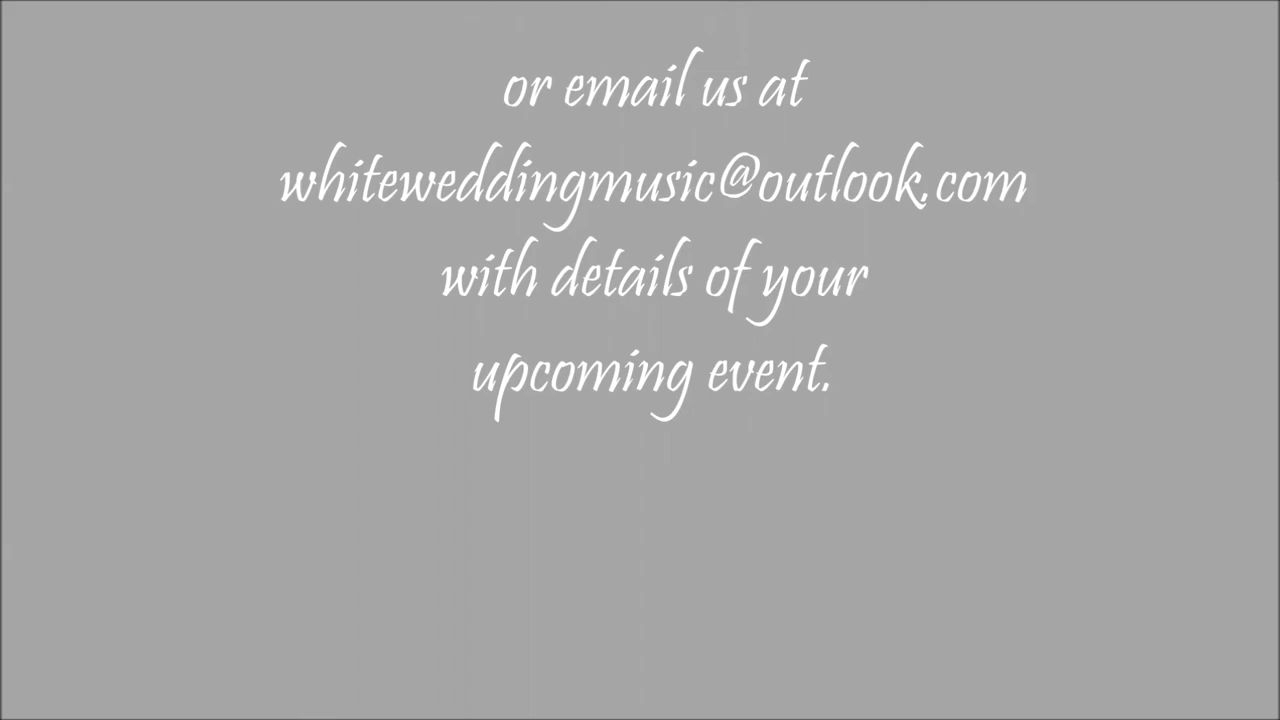 or email us at
whiteweddingmusic@outlook.com
with details of your
upcoming event.